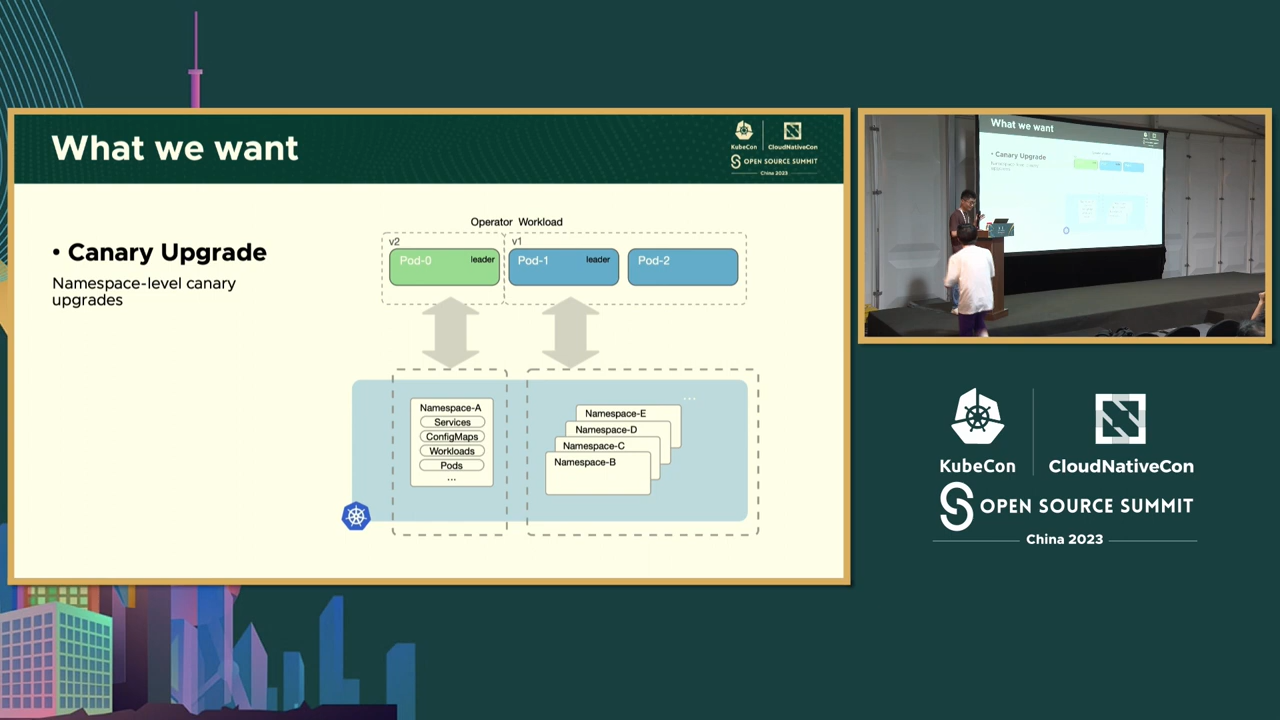 What we want
KubeCon
CloudNativeCon
OPEN SOURCE SUMMIT
China 2023
• Canary Upgrade
Namespace-level canary
upgrades
Operator Workload
v2
v1
Pod-0
leader
Pod-1
leader
Pod-2
Namespace-A
Services
ConfigMaps
Workloads
Pods
...
...
Namespace-E
Namespace-D
Namespace-C
Namespace-B
What we want
• Canary Upgrade
KubeCon
CloudNativeCon
OPEN SOURCE SUMMIT
China 2023